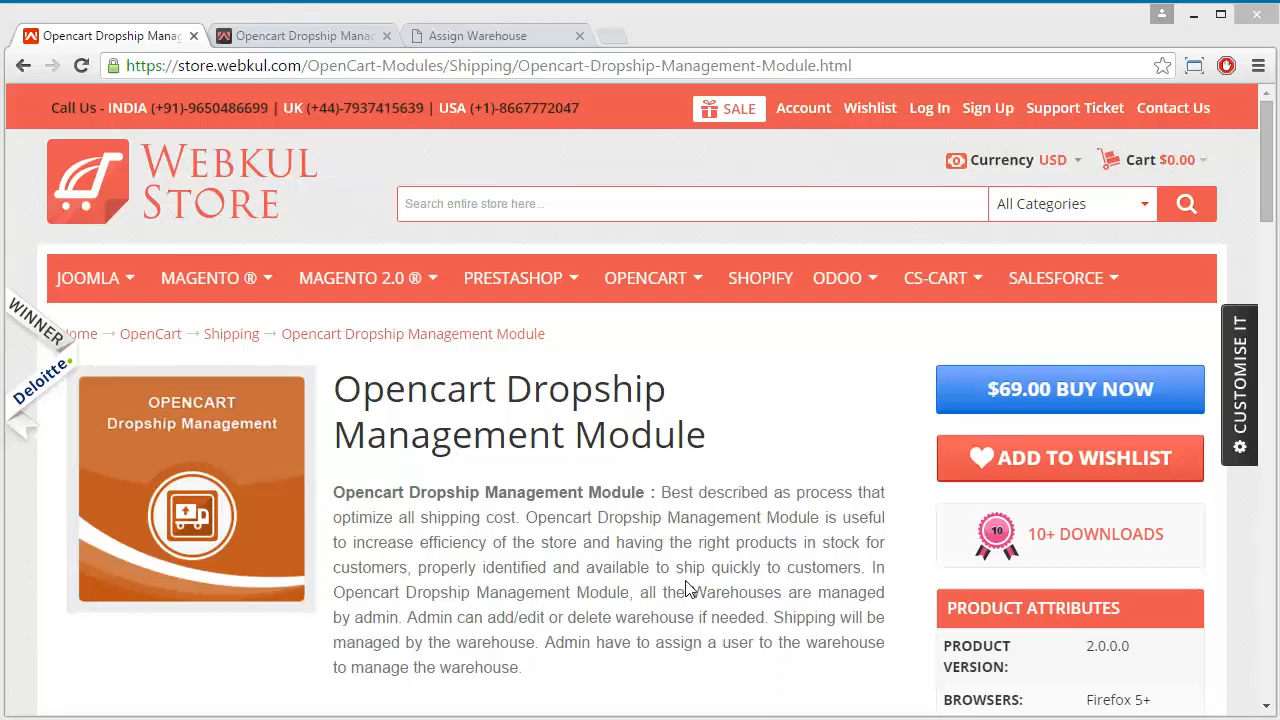 Opencart Dropship Manag
Opencart Dropship Mana
Assign Warehouse
https://store.webkul.com/OpenCart-Modules/Shipping/Opencart-Dropship-Management-Module.html
Call Us - INDIA (+91)-9650486699 | UK (+44)-7937415639 | USA (+1)-8667772047
SALE Account Wishlist Log In Sign Up Support Ticket Contact Us
WEBKUL
STORE
Currency USD Cart $0.00
Search entire store here... All Categories
JOOMLA MAGENTO ® MAGENTO 2.0 ® PRESTASHOP OPENCART SHOPIFY ODOO CS-CART SALESFORCE
WINNER
Deloitte
ome → OpenCart → Shipping → Opencart Dropship Management Module
OPENCART
Dropship Management
Opencart Dropship
Management Module
Opencart Dropship Management Module : Best described as process that
optimize all shipping cost. Opencart Dropship Management Module is useful
to increase efficiency of the store and having the right products in stock for
customers, properly identified and available to ship quickly to customers. In
Opencart Dropship Management Module, all the Warehouses are managed
by admin. Admin can add/edit or delete warehouse if needed. Shipping will be
managed by the warehouse. Admin have to assign a user to the warehouse
to manage the warehouse.
$69.00 BUY NOW
ADD TO WISHLIST
10 10+ DOWNLOADS
PRODUCT ATTRIBUTES
PRODUCT VERSION: 2.0.0.0
BROWSERS: Firefox 5+
CUSTOMISE IT